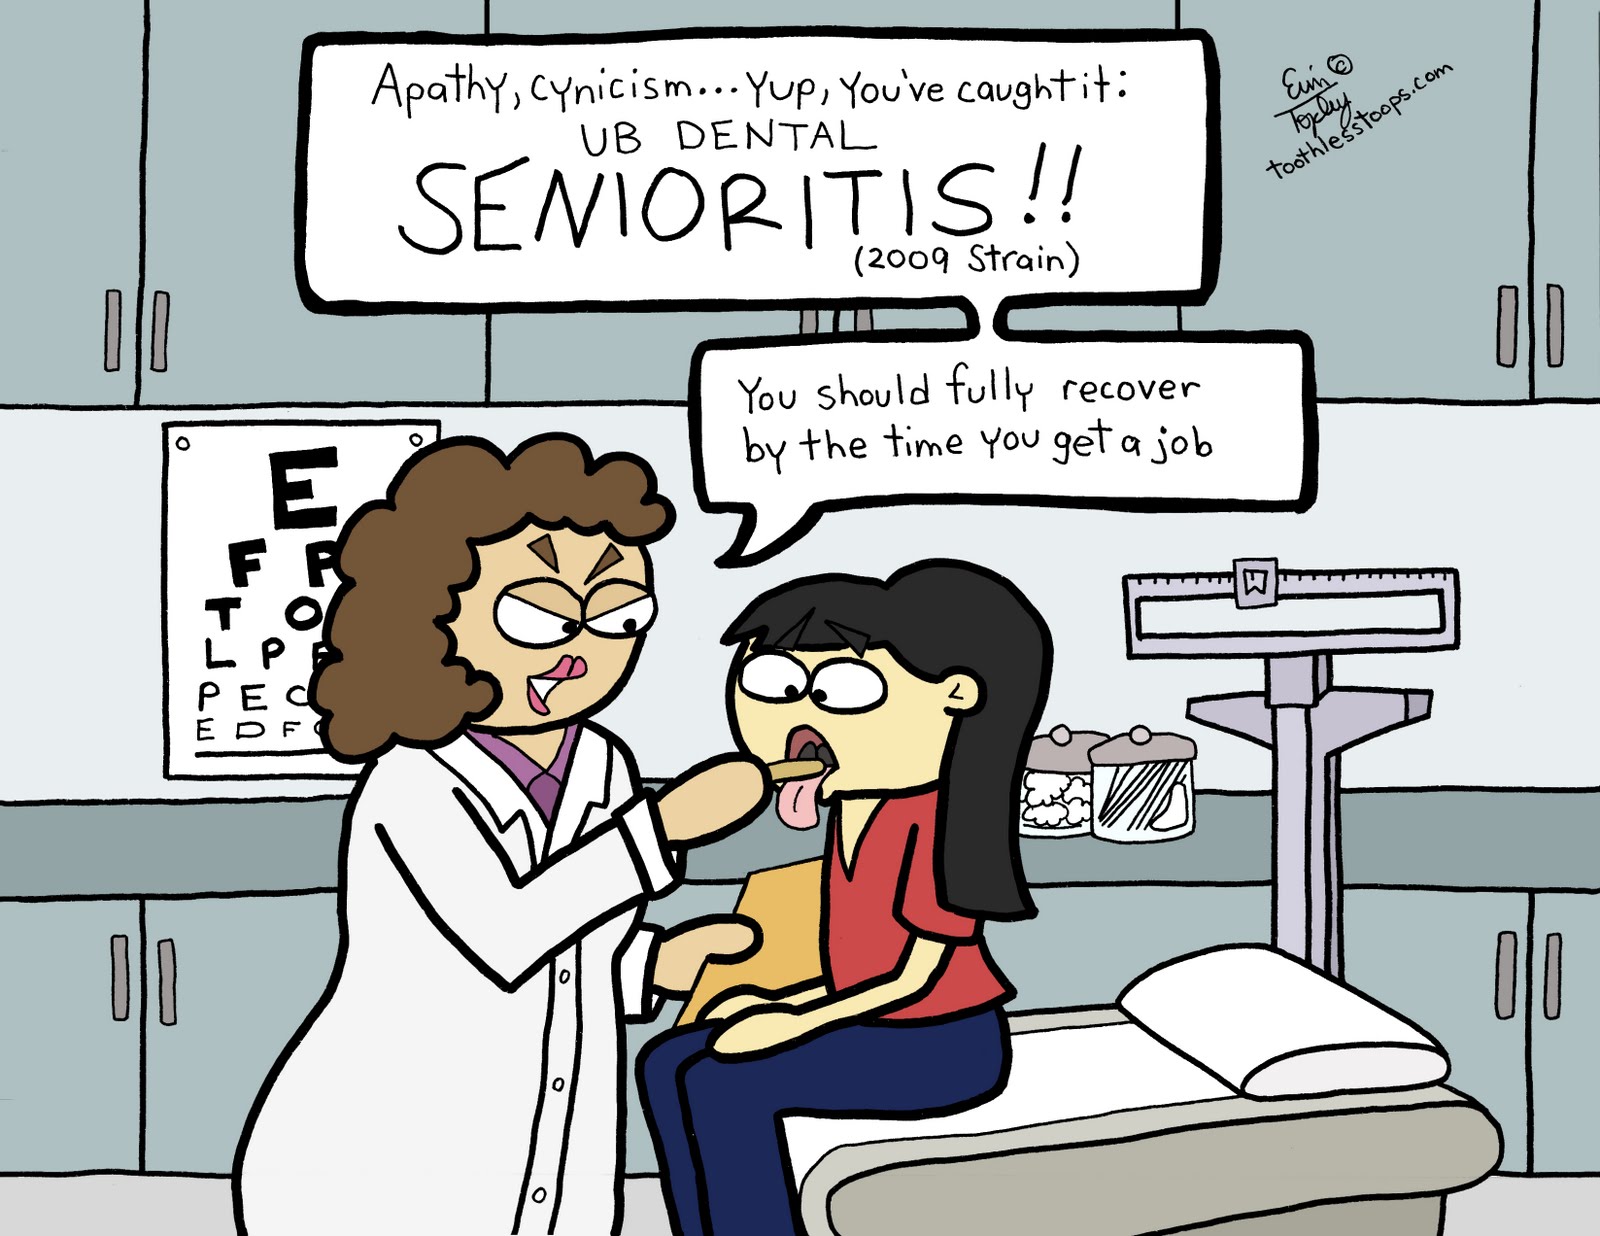 Apathy, cynicism... Yup, You've caught it:
UB DENTAL
SENIORITIS!!
(2009 Strain)
You should fully recover
by the time you get a job
Erin ©
toothlesstoops.com
E
F P
T O
L P E
P E C
E D F C